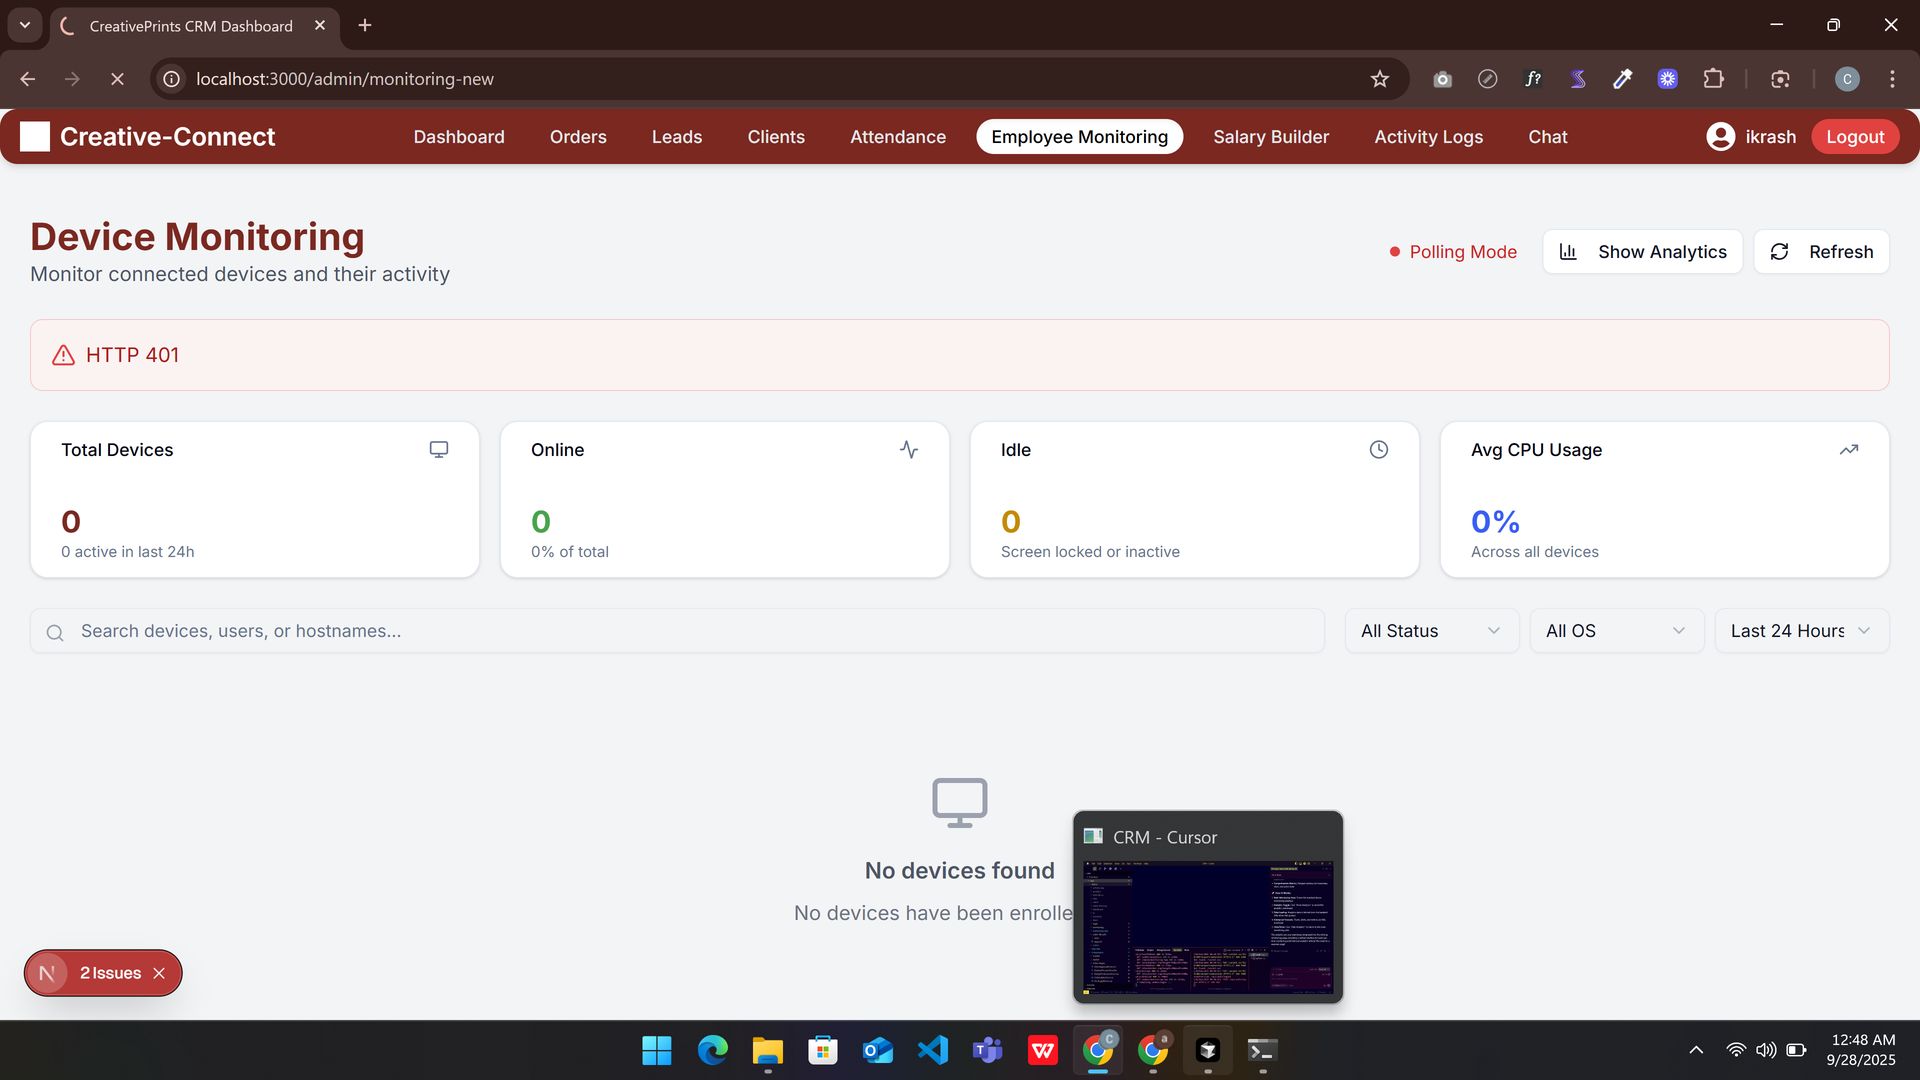 CreativePrints CRM Dashboard
localhost:3000/admin/monitoring-new
f?
C
Creative-Connect
Dashboard
Orders
Leads
Clients
Attendance
Employee Monitoring
Salary Builder
Activity Logs
Chat
ikrash
Logout
Device Monitoring
Monitor connected devices and their activity
Polling Mode
Show Analytics
Refresh
HTTP 401
Total Devices
0
0 active in last 24h
Online
0
0% of total
Idle
0
Screen locked or inactive
Avg CPU Usage
0%
Across all devices
Search devices, users, or hostnames...
All Status
All OS
Last 24 Hours
No devices found
No devices have been enrolle
CRM - Cursor
N
2 Issues
C
a
12:48 AM
9/28/2025